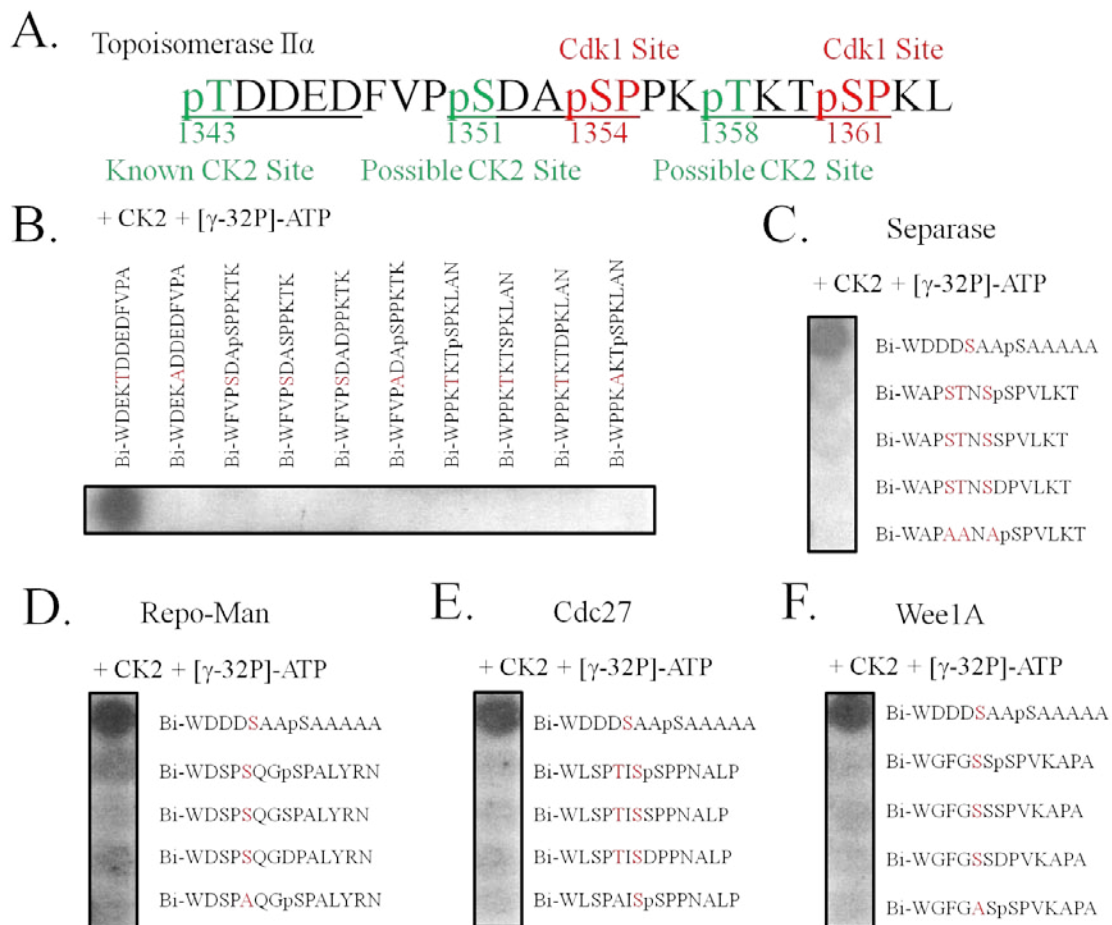 A. Topoisomerase IIα
Cdk1 Site Cdk1 Site
pTDDEDFVPpSDApSPPKpTKTpSPKL
1343 1351 1354 1358 1361
Known CK2 Site Possible CK2 Site Possible CK2 Site
B. + CK2 + [γ-32P]-ATP
Bi-WDEKTDDEDFVPA
Bi-WDEKADDEDFVPA
Bi-WFVPSDApSPPKTK
Bi-WFVPSDASPPKTK
Bi-WFVPSDADPPKTK
Bi-WFVPADApSPPKTK
Bi-WPPKTKTpSPKLAN
Bi-WPPKTKTSPKLAN
Bi-WPPKTKTDPKLAN
Bi-WPPKAKTpSPKLAN
C. Separase
+ CK2 + [γ-32P]-ATP
Bi-WDDDSAApSAAAAA
Bi-WAPSTNSpSPVLKT
Bi-WAPSTNSSPVLKT
Bi-WAPSTNSDPVLKT
Bi-WAPAANApSPVLKT
D. Repo-Man
+ CK2 + [γ-32P]-ATP
Bi-WDDDSAApSAAAAA
Bi-WDSPSQGpSPALYRN
Bi-WDSPSQGSPALYRN
Bi-WDSPSQGDPALYRN
Bi-WDSPAQGpSPALYRN
E. Cdc27
+ CK2 + [γ-32P]-ATP
Bi-WDDDSAApSAAAAA
Bi-WLSPTISpSPPNALP
Bi-WLSPTISSPPNALP
Bi-WLSPTISDPPNALP
Bi-WLSPAISpSPPNALP
F. Wee1A
+ CK2 + [γ-32P]-ATP
Bi-WDDDSAApSAAAAA
Bi-WGFGSSpSPVKAPA
Bi-WGFGSSSPVKAPA
Bi-WGFGSSDPVKAPA
Bi-WGFGASpSPVKAPA